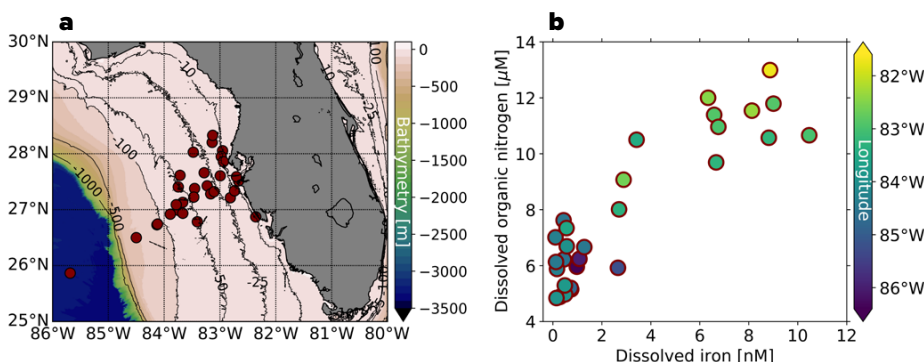 a
30°N
29°N
28°N
27°N
26°N
25°N
86°W 85°W 84°W 83°W 82°W 81°W 80°W
-10
-100
-1000
-500
-50
-25
10
-25
0
−500
−1000
−1500
−2000
−2500
−3000
−3500
Bathymetry [m]
b
14
12
10
8
6
4
Dissolved organic nitrogen [μM]
0 2 4 6 8 10 12
Dissolved iron [nM]
82°W
83°W
84°W
85°W
86°W
Longitude